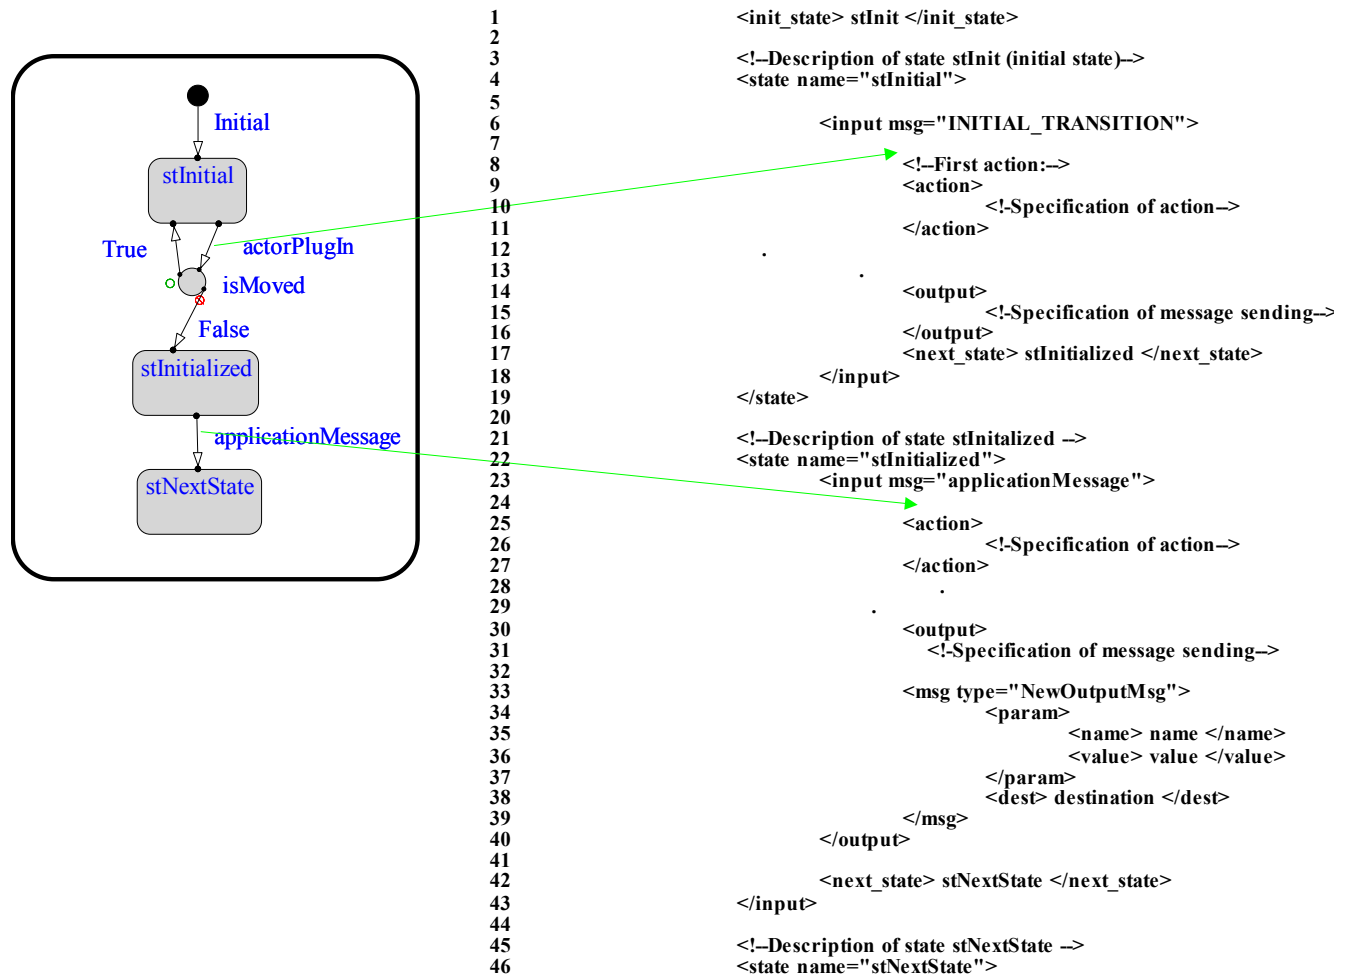 Initial
stInitial
True
actorPlugIn
isMoved
False
stInitialized
applicationMessage
stNextState
1 <init_state> stInit </init_state>
2
3 <!--Description of state stInit (initial state)-->
4 <state name="stInitial">
5
6 <input msg="INITIAL_TRANSITION">
7
8 <!--First action:-->
9 <action>
10 <!-Specification of action-->
11 </action>
12 .
13 .
14 <output>
15 <!-Specification of message sending-->
16 </output>
17 <next_state> stInitialized </next_state>
18 </input>
19 </state>
20
21 <!--Description of state stInitalized -->
22 <state name="stInitialized">
23 <input msg="applicationMessage">
24
25 <action>
26 <!-Specification of action-->
27 </action>
28 .
29 .
30 <output>
31 <!-Specification of message sending-->
32
33 <msg type="NewOutputMsg">
34 <param>
35 <name> name </name>
36 <value> value </value>
37 </param>
38 <dest> destination </dest>
39 </msg>
40 </output>
41
42 <next_state> stNextState </next_state>
43 </input>
44
45 <!--Description of state stNextState -->
46 <state name="stNextState">